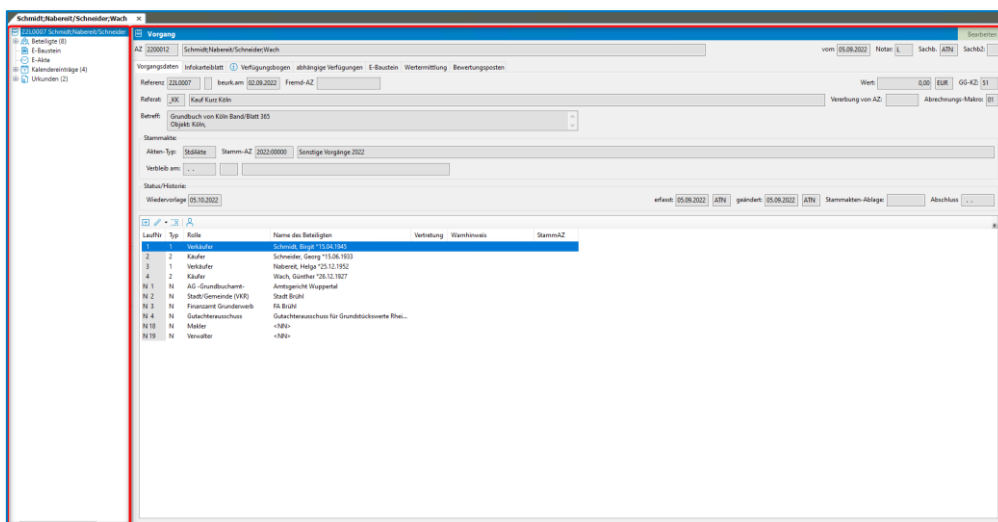 Schmidt;Nabereit/Schneider;Wach ×
22L0007 Schmidt;Nabereit/Schneider
Beteiligte (8)
E-Baustein
E-Akte
Kalendereinträge (4)
Urkunden (2)
Vorgang Bearbeiten
AZ 2200012 Schmidt;Nabereit/Schneider;Wach vom 05.09.2022 Notar: L Sachb. ATN Sachb2:
Vorgangsdaten Infokarteiblatt Verfügungsbogen abhängige Verfügungen E-Baustein Wertermittlung Bewertungsposten
Referenz 22L0007 beurk.am 02.09.2022 Fremd-AZ Wert: 0,00 EUR GG-KZ: S1
Referat: _KK Kauf Kurz Köln Vererbung von AZ: Abrechnungs-Makro: 01
Betreff: Grundbuch von Köln Band/Blatt 365
Objekt: Köln,
Stammakte:
Akten-Typ: StdAkte Stamm-AZ 2022:00000 Sonstige Vorgänge 2022
Verbleib am: . .
Status/Historie:
Wiedervorlage 05.10.2022 erfasst: 05.09.2022 ATN geändert: 05.09.2022 ATN Stammakten-Ablage: Abschluss . .
LaufNr Typ Rolle Name des Beteiligten Vertretung Warnhinweis StammAZ
1 1 Verkäufer Schmidt, Birgit *15.04.1945
2 2 Käufer Schneider, Georg *15.06.1933
3 1 Verkäufer Nabereit, Helga *25.12.1952
4 2 Käufer Wach, Günther *26.12.1927
N 1 N AG -Grundbuchamt- Amtsgericht Wuppertal
N 2 N Stadt/Gemeinde (VKR) Stadt Brühl
N 3 N Finanzamt Grunderwerb FA Brühl
N 4 N Gutachterausschuss Gutachterausschuss für Grundstückswerte Rhei...
N 18 N Makler <NN>
N 19 N Verwalter <NN>